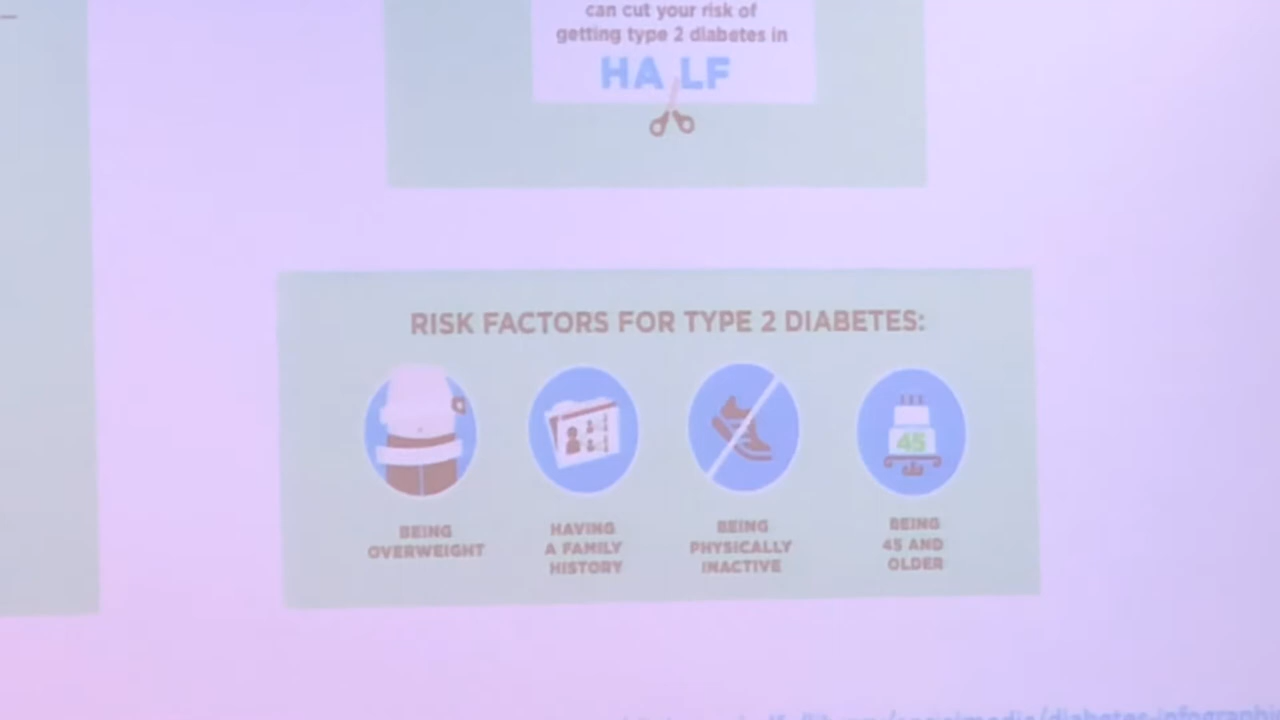 can cut your risk of
getting type 2 diabetes in
HALF
RISK FACTORS FOR TYPE 2 DIABETES:
45
BEING
OVERWEIGHT
HAVING
A FAMILY
HISTORY
BEING
PHYSICALLY
INACTIVE
BEING
45 AND
OLDER